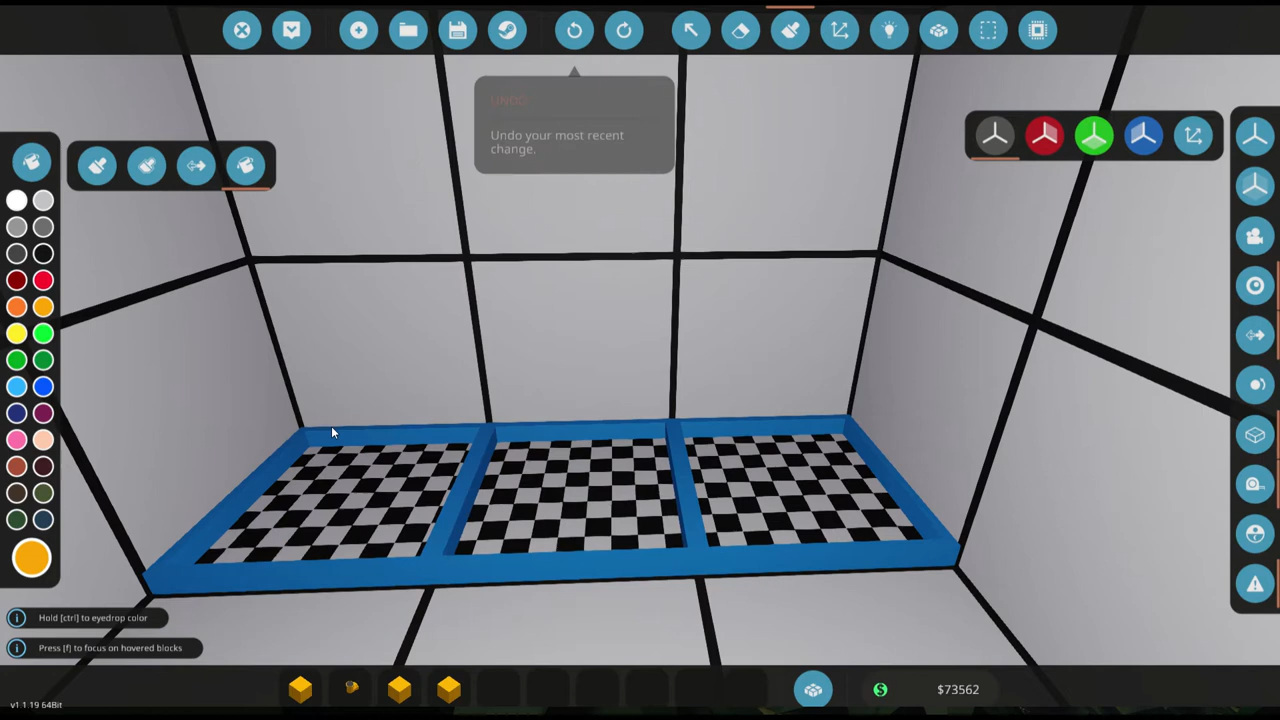 UNDO
Undo your most recent
change.
Hold [ctrl] to eyedrop color
Press [f] to focus on hovered blocks
$73562
v1.1.19 64Bit